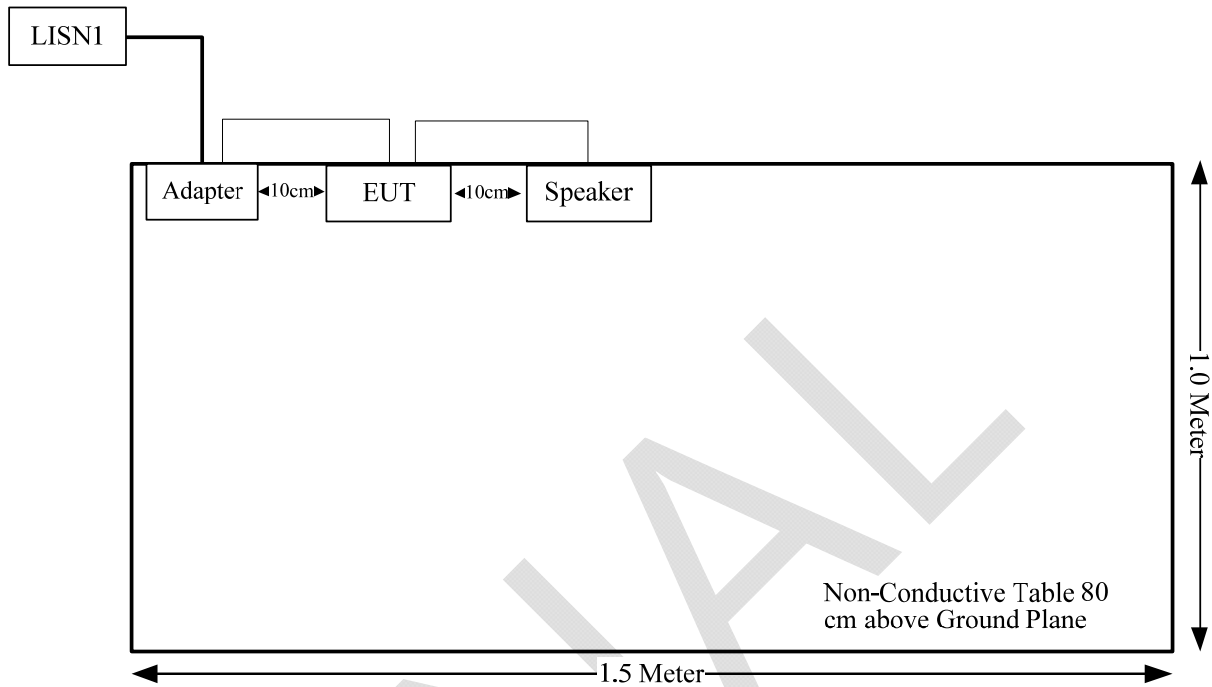 LISN1
Adapter
10cm
EUT
10cm
Speaker
1.0 Meter
Non-Conductive Table 80
cm above Ground Plane
1.5 Meter
NAL